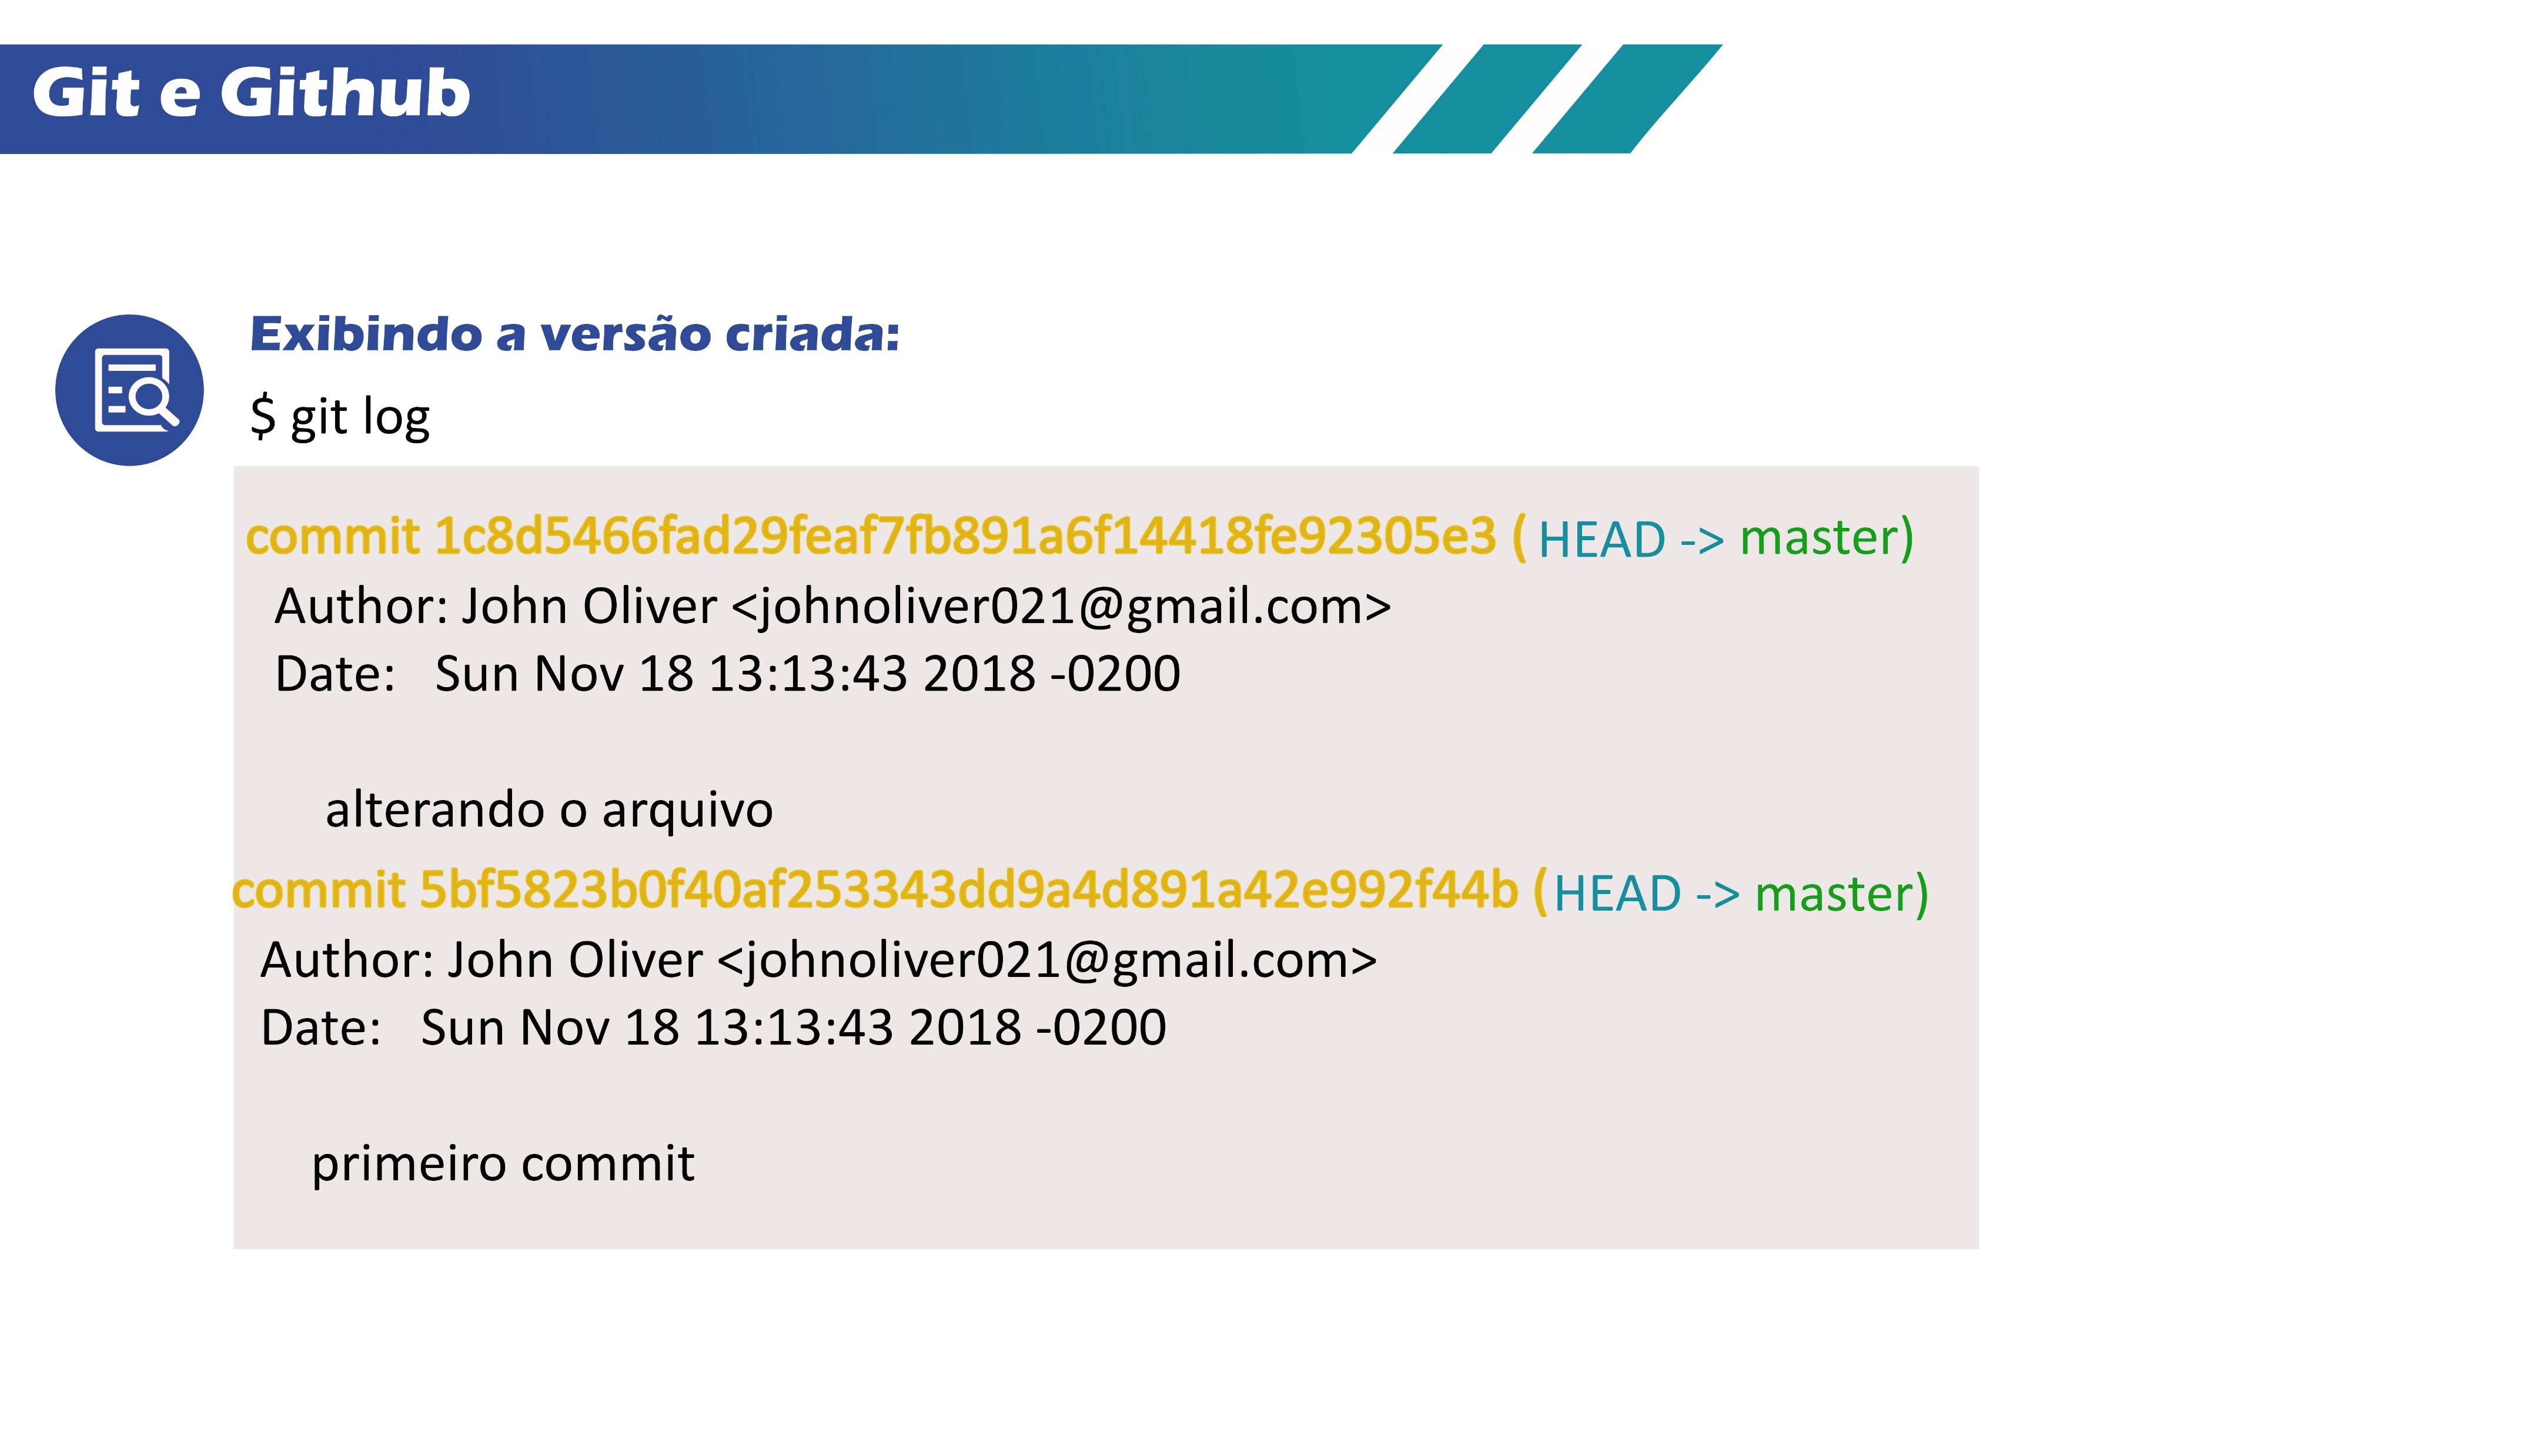 Git e Github
Exibindo a versão criada:
$ git log
commit 1c8d5466fad29feaf7fb891a6f14418fe92305e3 ( HEAD -> master)
Author: John Oliver <johnoliver021@gmail.com>
Date: Sun Nov 18 13:13:43 2018 -0200
alterando o arquivo
commit 5bf5823b0f40af253343dd9a4d891a42e992f44b (HEAD -> master)
Author: John Oliver <johnoliver021@gmail.com>
Date: Sun Nov 18 13:13:43 2018 -0200
primeiro commit